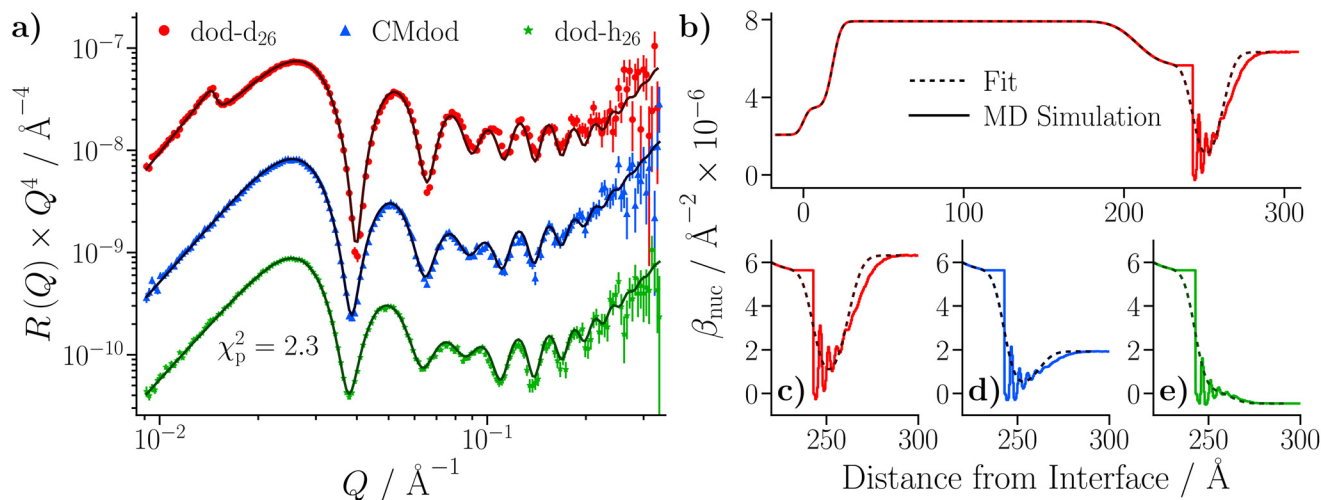 a)
dod-d26
CMdod
dod-h26
10−7
10−8
10−9
10−10
R(Q) × Q4 / Å−4
χ2p = 2.3
10−2
10−1
Q / Å−1
b)
8
4
0
Fit
MD Simulation
0
100
200
300
βnuc / Å−2 × 10−6
6
4
2
0
c)
250
300
6
4
2
0
d)
250
300
6
4
2
0
e)
250
300
Distance from Interface / Å